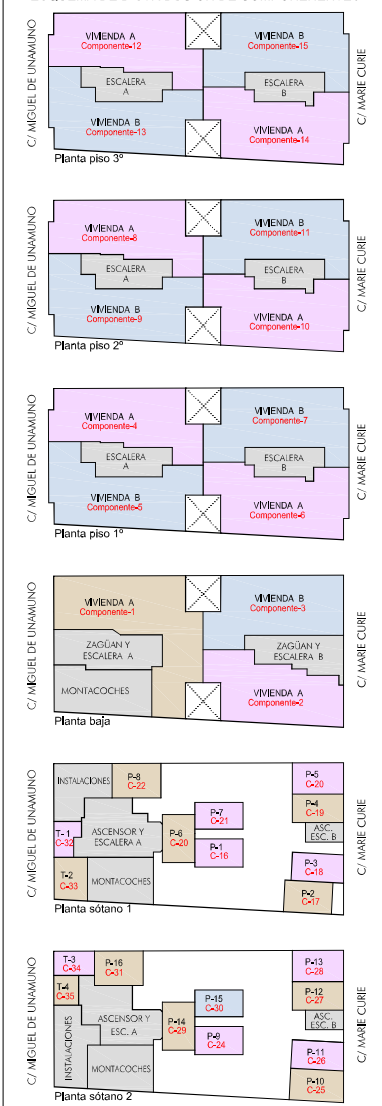 C/ MIGUEL DE UNAMUNO
VIVIENDA A
Componente-12
VIVIENDA B
Componente-15
ESCALERA
A
ESCALERA
B
VIVIENDA B
Componente-13
VIVIENDA A
Componente-14
C/ MARIE CURIE
Planta piso 3º
C/ MIGUEL DE UNAMUNO
VIVIENDA A
Componente-8
VIVIENDA B
Componente-11
ESCALERA
A
ESCALERA
B
VIVIENDA B
Componente-9
VIVIENDA A
Componente-10
C/ MARIE CURIE
Planta piso 2º
C/ MIGUEL DE UNAMUNO
VIVIENDA A
Componente-4
VIVIENDA B
Componente-7
ESCALERA
A
ESCALERA
B
VIVIENDA B
Componente-5
VIVIENDA A
Componente-6
C/ MARIE CURIE
Planta piso 1º
C/ MIGUEL DE UNAMUNO
VIVIENDA A
Componente-1
VIVIENDA B
Componente-3
ZAGÜAN Y
ESCALERA A
ZAGÜAN Y
ESCALERA B
MONTACOCHES
VIVIENDA A
Componente-2
C/ MARIE CURIE
Planta baja
C/ MIGUEL DE UNAMUNO
INSTALACIONES
P-8
C-22
P-5
C-20
P-7
C-21
P-4
C-19
T-1
C-32
ASCENSOR Y
ESCALERA A
P-6
C-20
ASC.
ESC. B
P-1
C-16
P-3
C-18
T-2
C-33
MONTACOCHES
P-2
C-17
C/ MARIE CURIE
Planta sótano 1
C/ MIGUEL DE UNAMUNO
T-3
C-34
P-16
C-31
P-13
C-28
T-4
C-35
P-15
C-30
P-12
C-27
INSTALACIONES
ASCENSOR Y
ESC. A
P-14
C-29
ASC.
ESC. B
P-9
C-24
P-11
C-26
MONTACOCHES
P-10
C-25
C/ MARIE CURIE
Planta sótano 2